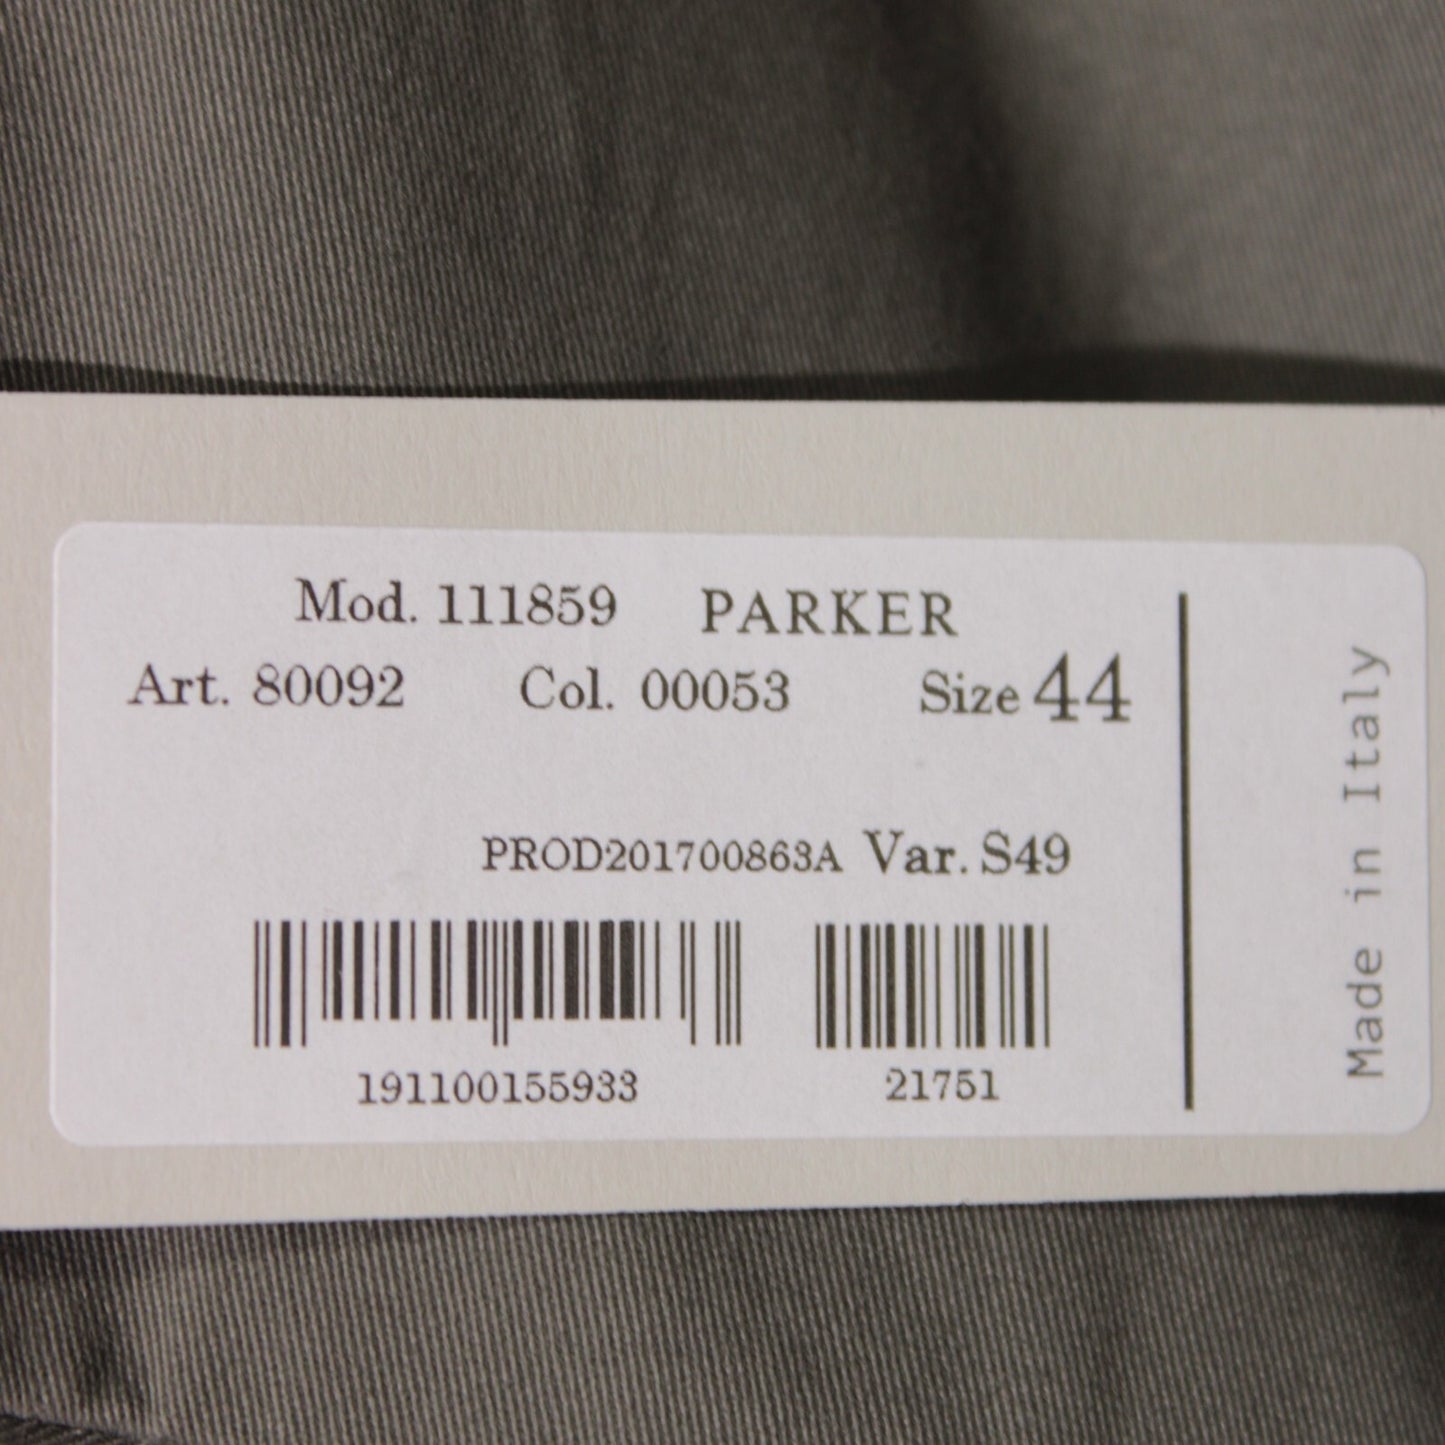 Mod. 111859 PARKER
Art. 80092 Col. 00053 Size 44
PROD201700863A Var. S49
191100155933 21751
Made in Italy